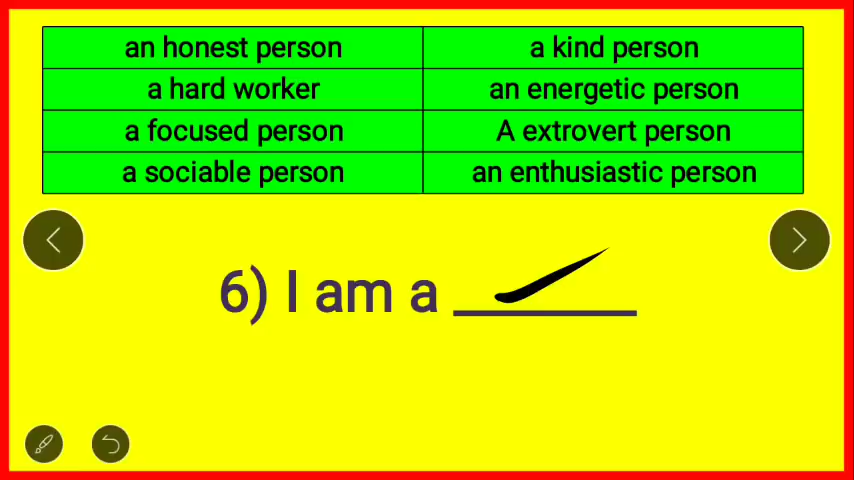 an honest person a kind person
a hard worker an energetic person
a focused person A extrovert person
a sociable person an enthusiastic person
6) I am a ________